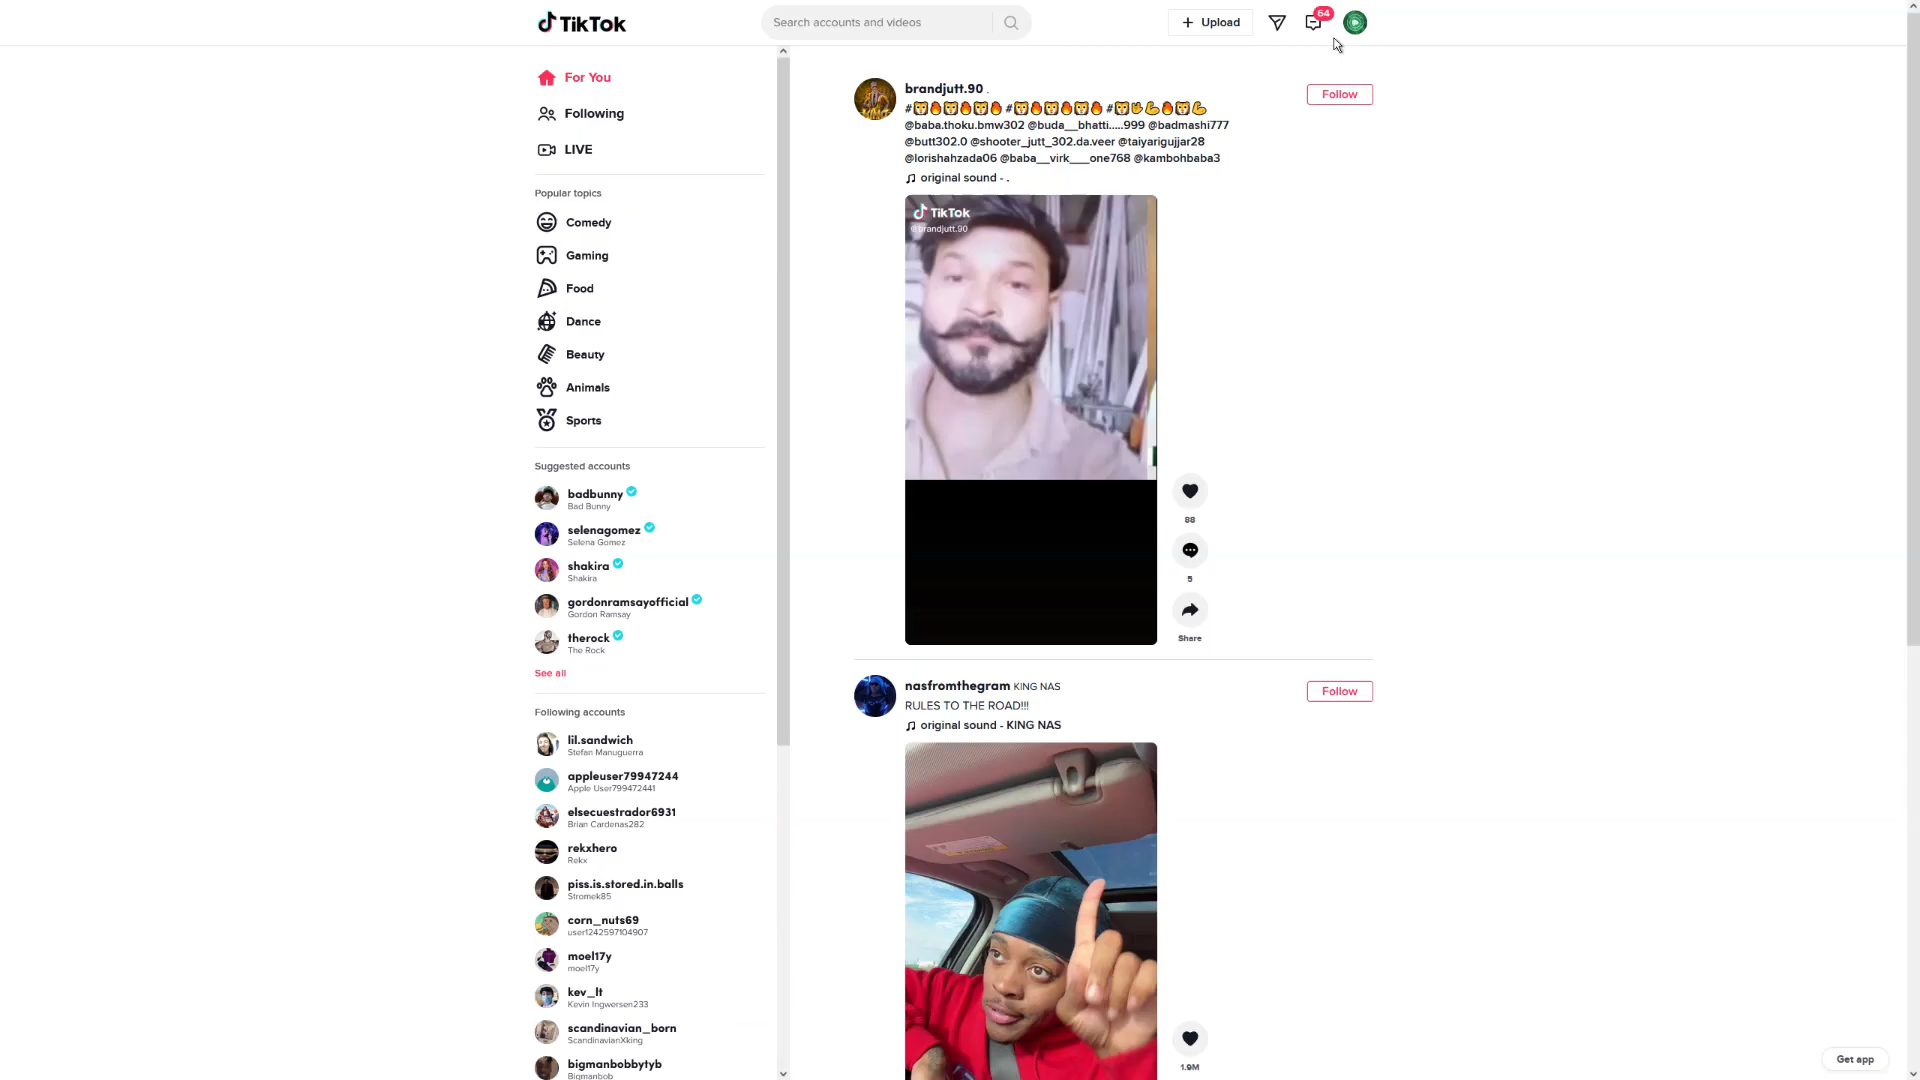 TikTok
Search accounts and videos
Upload
64
For You
Following
LIVE
Popular topics
Comedy
Gaming
Food
Dance
Beauty
Animals
Sports
Suggested accounts
badbunny
Bad Bunny
selenagomez
Selena Gomez
shakira
Shakira
gordonramsayofficial
Gordon Ramsay
therock
The Rock
See all
Following accounts
lil.sandwich
Stefan Manuguerra
appleuser79947244
Apple User799472441
elsecuestrador6931
Brian Cardenas282
rekxhero
Rekx
piss.is.stored.in.balls
Stromek85
corn_nuts69
user1242597104907
moel17y
moel17y
kev_lt
Kevin Ingwersen233
scandinavian_born
ScandinavianXking
bigmanbobbytyb
Bigmanbob
brandjutt.90 .
#🐯🔥🐯🔥🐯🔥 #🐯🔥🐯🔥🐯🔥 #🐯🤟💪🔥🐯💪
@baba.thoku.bmw302 @buda__bhatti.....999 @badmashi777
@butt302.0 @shooter_jutt_302.da.veer @taiyarigujjar28
@lorishahzada06 @baba__virk___one768 @kambohbaba3
original sound - .
Follow
TikTok
@brandjutt.90
88
5
Share
nasfromthegram KING NAS
RULES TO THE ROAD!!!
original sound - KING NAS
Follow
1.9M
Get app